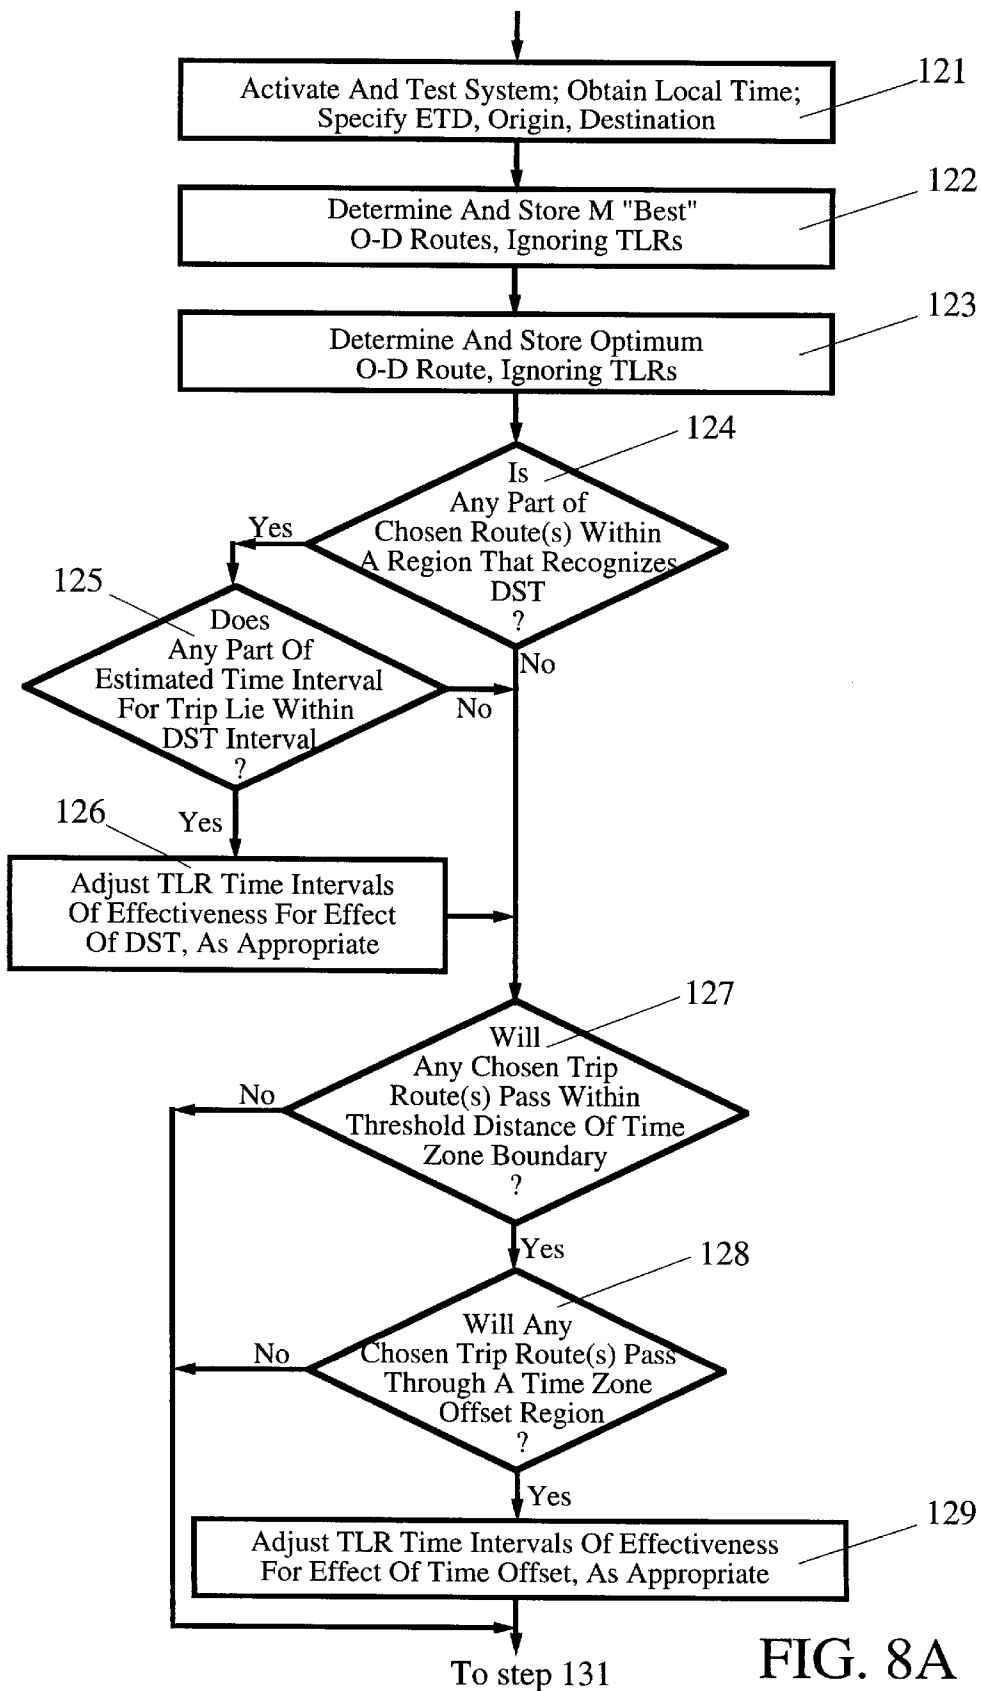 Activate And Test System; Obtain Local Time;
Specify ETD, Origin, Destination
121
Determine And Store M "Best"
O-D Routes, Ignoring TLRs
122
Determine And Store Optimum
O-D Route, Ignoring TLRs
123
124
Is
Any Part of
Chosen Route(s) Within
A Region That Recognizes
DST
?
Yes
No
125
Does
Any Part Of
Estimated Time Interval
For Trip Lie Within
DST Interval
?
No
Yes
126
Adjust TLR Time Intervals
Of Effectiveness For Effect
Of DST, As Appropriate
127
Will
Any Chosen Trip
Route(s) Pass Within
Threshold Distance Of Time
Zone Boundary
?
No
Yes
128
Will Any
Chosen Trip Route(s) Pass
Through A Time Zone
Offset Region
?
No
Yes
129
Adjust TLR Time Intervals Of Effectiveness
For Effect Of Time Offset, As Appropriate
To step 131
FIG. 8A